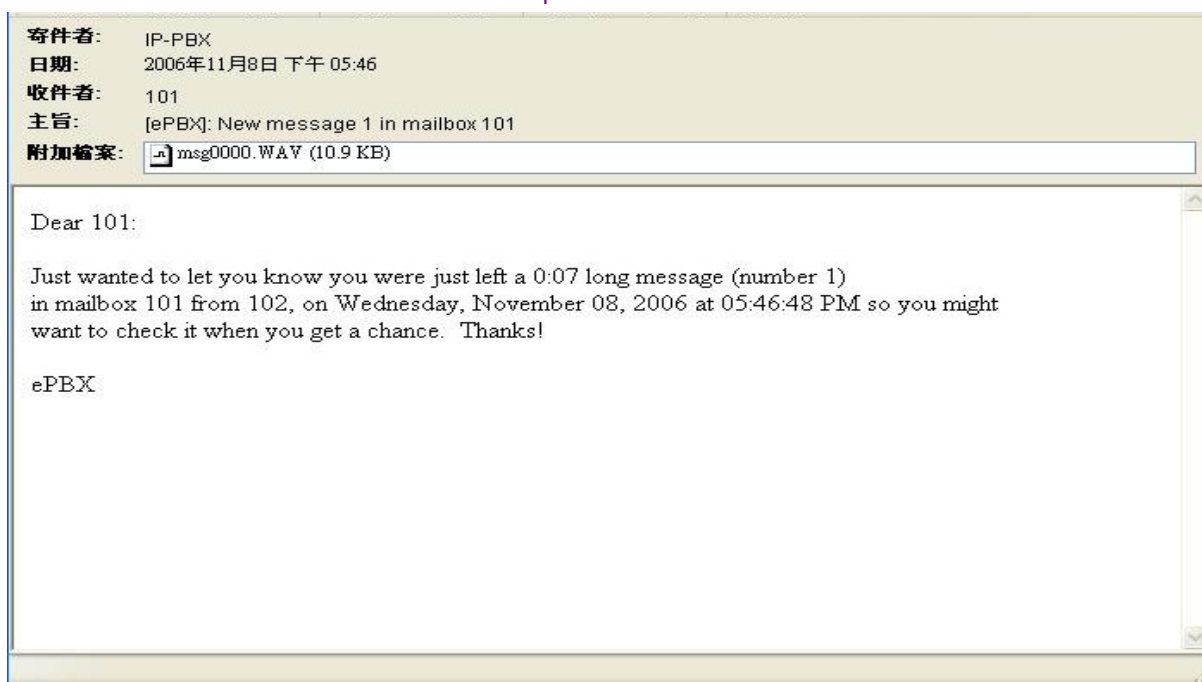 寄件者: IP-PBX
日期: 2006年11月8日 下午 05:46
收件者: 101
主旨: [ePBX]: New message 1 in mailbox 101
附加檔案: msg0000.WAV (10.9 KB)
Dear 101:
Just wanted to let you know you were just left a 0:07 long message (number 1)
in mailbox 101 from 102, on Wednesday, November 08, 2006 at 05:46:48 PM so you might
want to check it when you get a chance.  Thanks!
ePBX